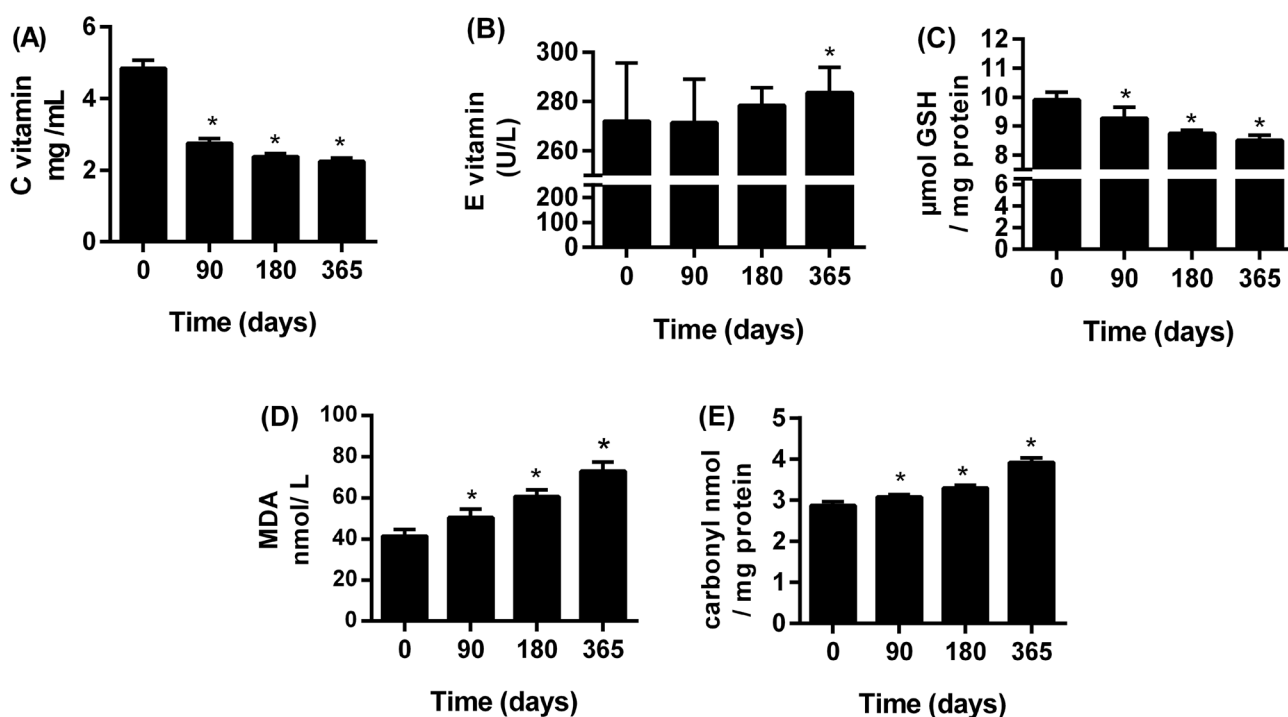 (A)
C vitamin
mg /mL
6
4
2
0
*
*
*
0 90 180 365
Time (days)
(B)
E vitamin
(U/L)
300
280
260
200
100
0
*
0 90 180 365
Time (days)
(C)
µmol GSH
/ mg protein
12
11
10
9
8
6
4
2
0
*
*
*
0 90 180 365
Time (days)
(D)
MDA
nmol/ L
100
80
60
40
20
0
*
*
*
0 90 180 365
Time (days)
(E)
carbonyl nmol
/ mg protein
5
4
3
2
1
0
*
*
*
0 90 180 365
Time (days)